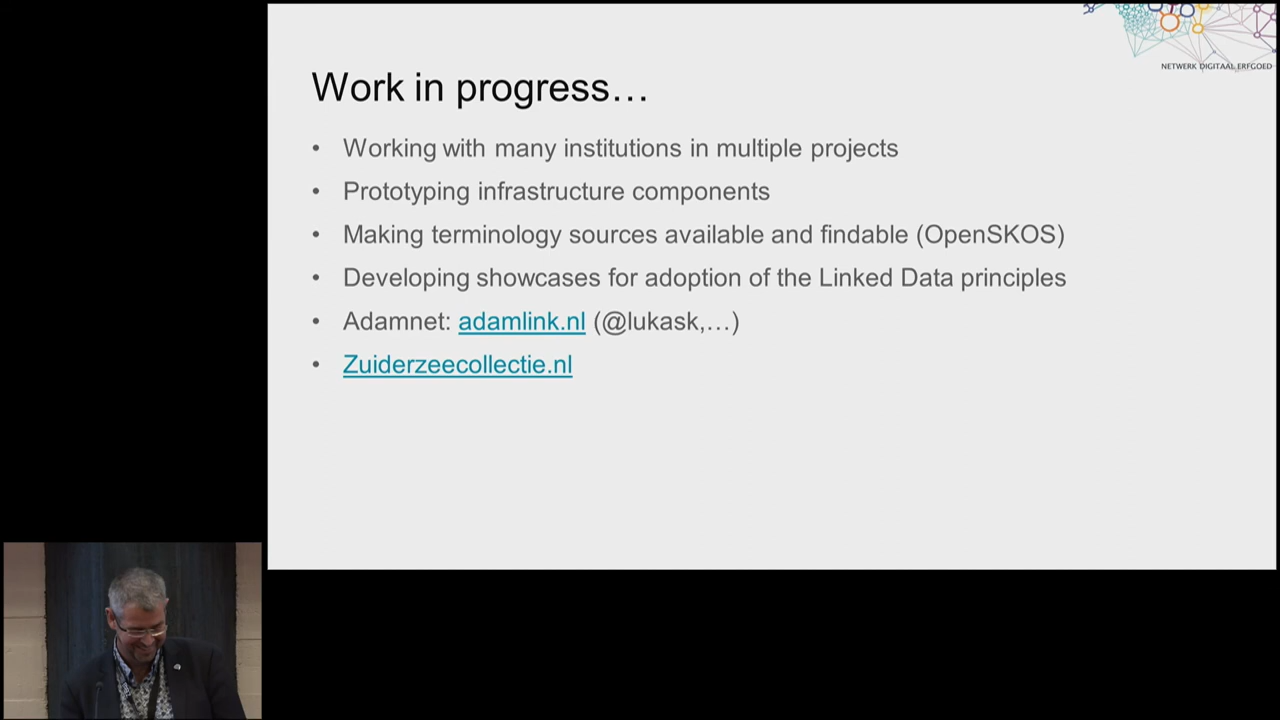 NETWERK DIGITAAL ERFGOED
Work in progress…
• Working with many institutions in multiple projects
• Prototyping infrastructure components
• Making terminology sources available and findable (OpenSKOS)
• Developing showcases for adoption of the Linked Data principles
• Adamnet: adamlink.nl (@lukask,…)
• Zuiderzeecollectie.nl